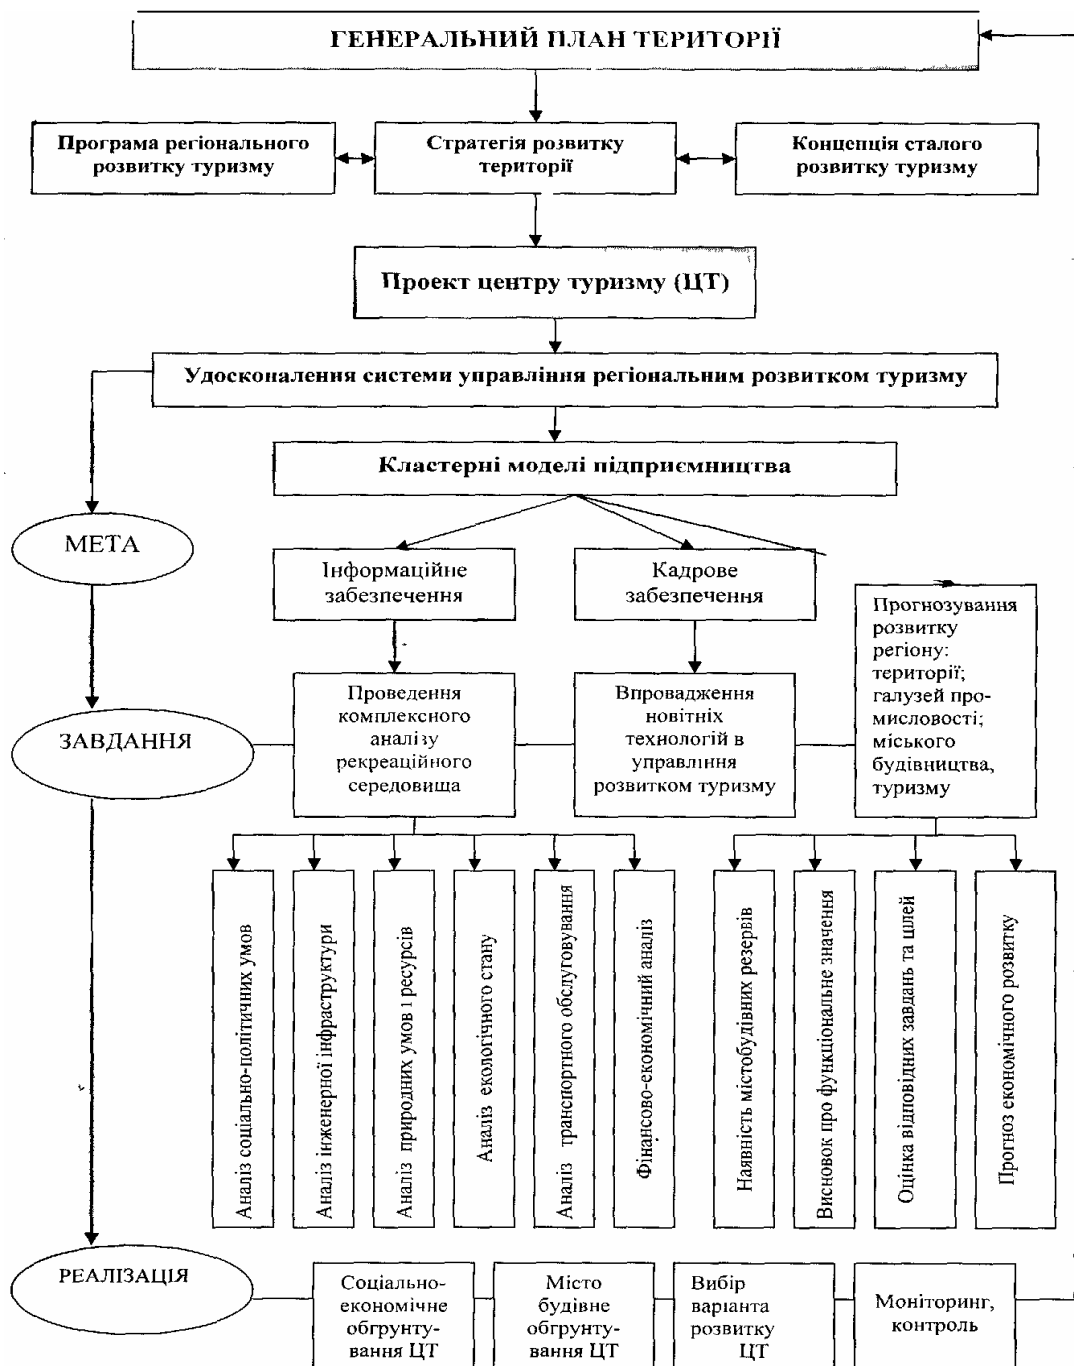 ГЕНЕРАЛЬНИЙ ПЛАН ТЕРИТОРІЇ
Програма регіонального
розвитку туризму
Стратегія розвитку
території
Концепція сталого
розвитку туризму
Проект центру туризму (ЦТ)
Удосконалення системи управління регіональним розвитком туризму
Кластерні моделі підприємництва
МЕТА
Інформаційне
забезпечення
Кадрове
забезпечення
Прогнозування
розвитку
регіону:
території;
галузей про-
мисловості;
міського
будівництва,
туризму
ЗАВДАННЯ
Проведення
комплексного
аналізу
рекреаційного
середовища
Впровадження
новітніх
технологій в
управління
розвитком туризму
Аналіз соціально-політичних умов
Аналіз інженерної інфраструктури
Аналіз природних умов і ресурсів
Аналіз екологічного стану
Аналіз транспортного обслуговування
Фінансово-економічний аналіз
Наявність містобудівних резервів
Висновок про функціональне значення
Оцінка відповідних завдань та цілей
Прогноз економічного розвитку
РЕАЛІЗАЦІЯ
Соціально-
економічне
обгрунту-
вання ЦТ
Місто
будівне
обгрунту-
вання ЦТ
Вибір
варіанта
розвитку
ЦТ
Моніторинг,
контроль